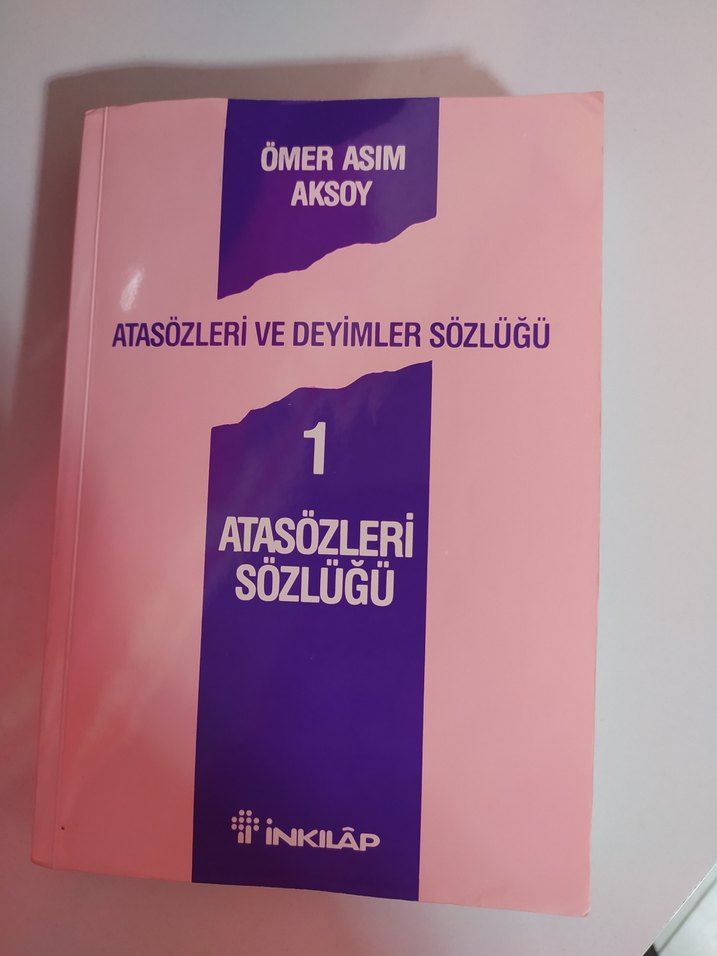 ÖMER ASIM
AKSOY
ATASÖZLERİ VE DEYİMLER SÖZLÜĞÜ
1
ATASÖZLERİ
SÖZLÜĞÜ
İNKILÂP